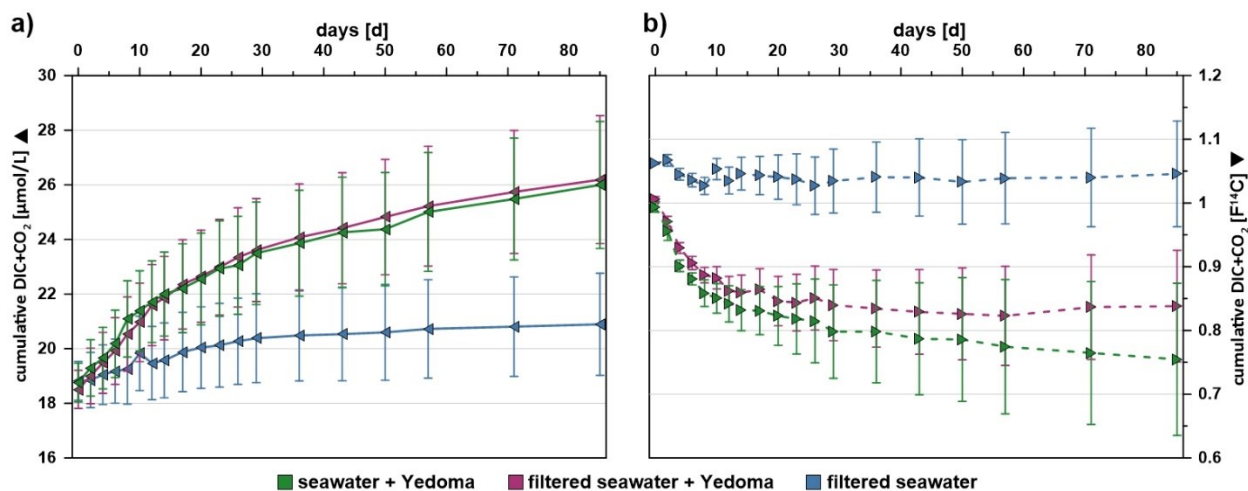 a)
days [d]
0 10 20 30 40 50 60 70 80
cumulative DIC+CO₂ [μmol/L] ▲
30
28
26
24
22
20
18
16
b)
days [d]
0 10 20 30 40 50 60 70 80
1.2
1.1
1
0.9
0.8
0.7
0.6
cumulative DIC+CO₂ [F¹⁴C] ▼
seawater + Yedoma filtered seawater + Yedoma filtered seawater